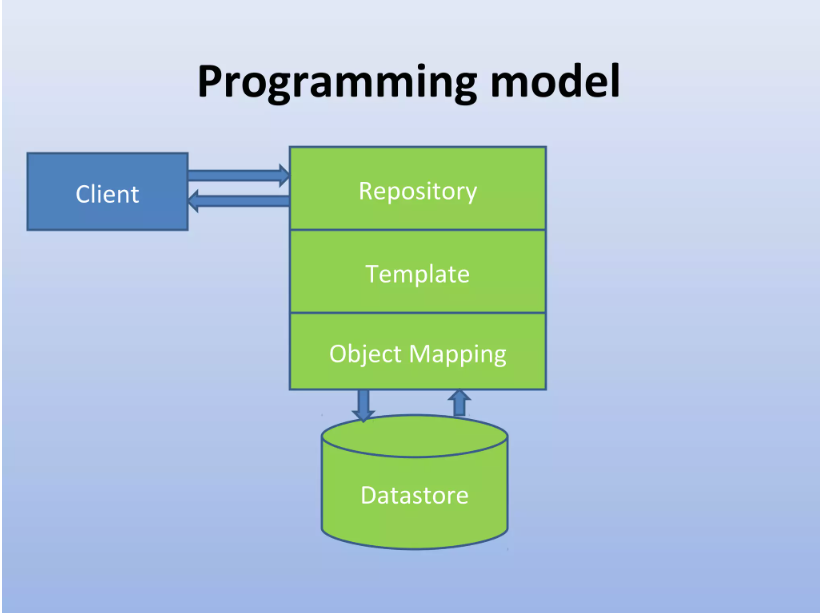 Programming model
Client
Repository
Template
Object Mapping
Datastore